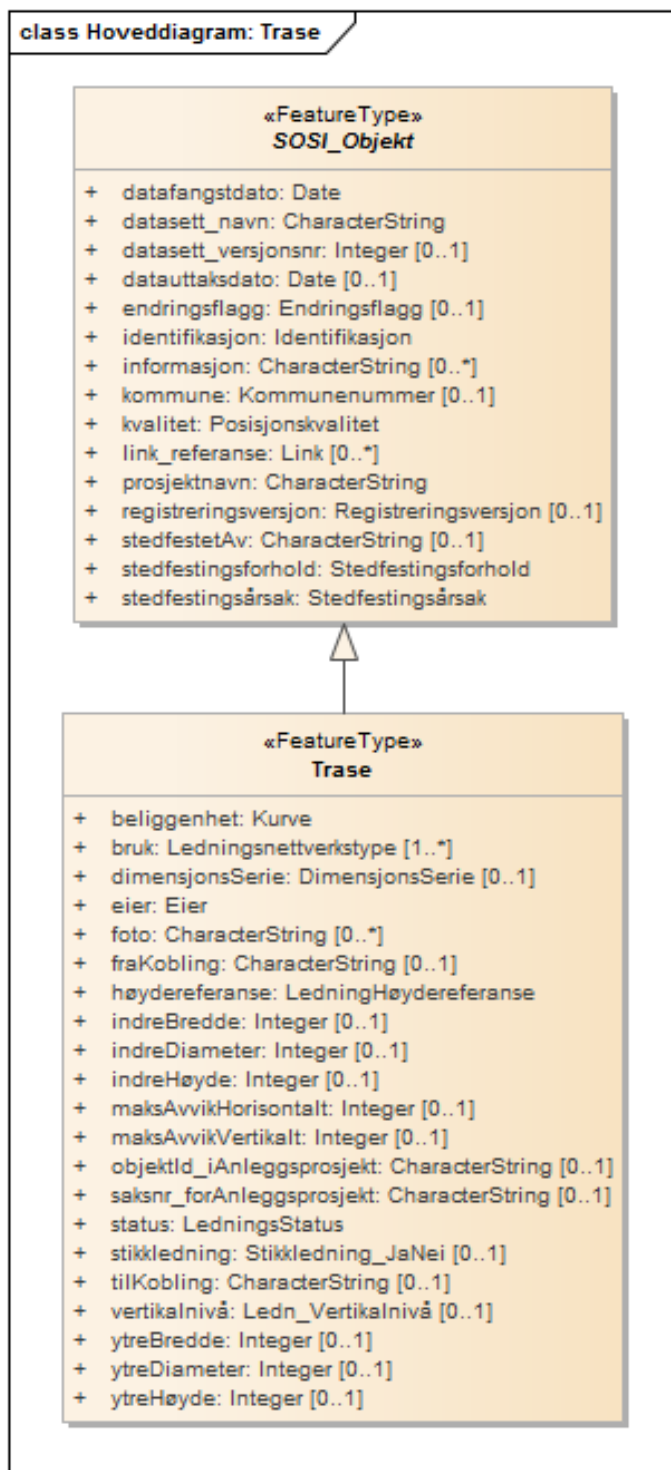 class Hoveddiagram: Trase
«FeatureType»
SOSI_Objekt
+ datafangstdato: Date
+ datasett_navn: CharacterString
+ datasett_versjonsnr: Integer [0..1]
+ datauttaksdato: Date [0..1]
+ endringsflagg: Endringsflagg [0..1]
+ identifikasjon: Identifikasjon
+ informasjon: CharacterString [0..*]
+ kommune: Kommunenummer [0..1]
+ kvalitet: Posisjonskvalitet
+ link_referanse: Link [0..*]
+ prosjektnavn: CharacterString
+ registreringsversjon: Registreringsversjon [0..1]
+ stedfestetAv: CharacterString [0..1]
+ stedfestingsforhold: Stedfestingsforhold
+ stedfestingsårsak: Stedfestingsårsak
«FeatureType»
Trase
+ beliggenhet: Kurve
+ bruk: Ledningsnettverkstype [1..*]
+ dimensjonsSerie: DimensjonsSerie [0..1]
+ eier: Eier
+ foto: CharacterString [0..*]
+ fraKobling: CharacterString [0..1]
+ høydereferanse: LedningHøydereferanse
+ indreBredde: Integer [0..1]
+ indreDiameter: Integer [0..1]
+ indreHøyde: Integer [0..1]
+ maksAvvikHorisontalt: Integer [0..1]
+ maksAvvikVertikalt: Integer [0..1]
+ objektId_iAnleggsprosjekt: CharacterString [0..1]
+ saksnr_forAnleggsprosjekt: CharacterString [0..1]
+ status: LedningsStatus
+ stikkledning: Stikkledning_JaNei [0..1]
+ tilKobling: CharacterString [0..1]
+ vertikalnivå: Ledn_Vertikalnivå [0..1]
+ ytreBredde: Integer [0..1]
+ ytreDiameter: Integer [0..1]
+ ytreHøyde: Integer [0..1]